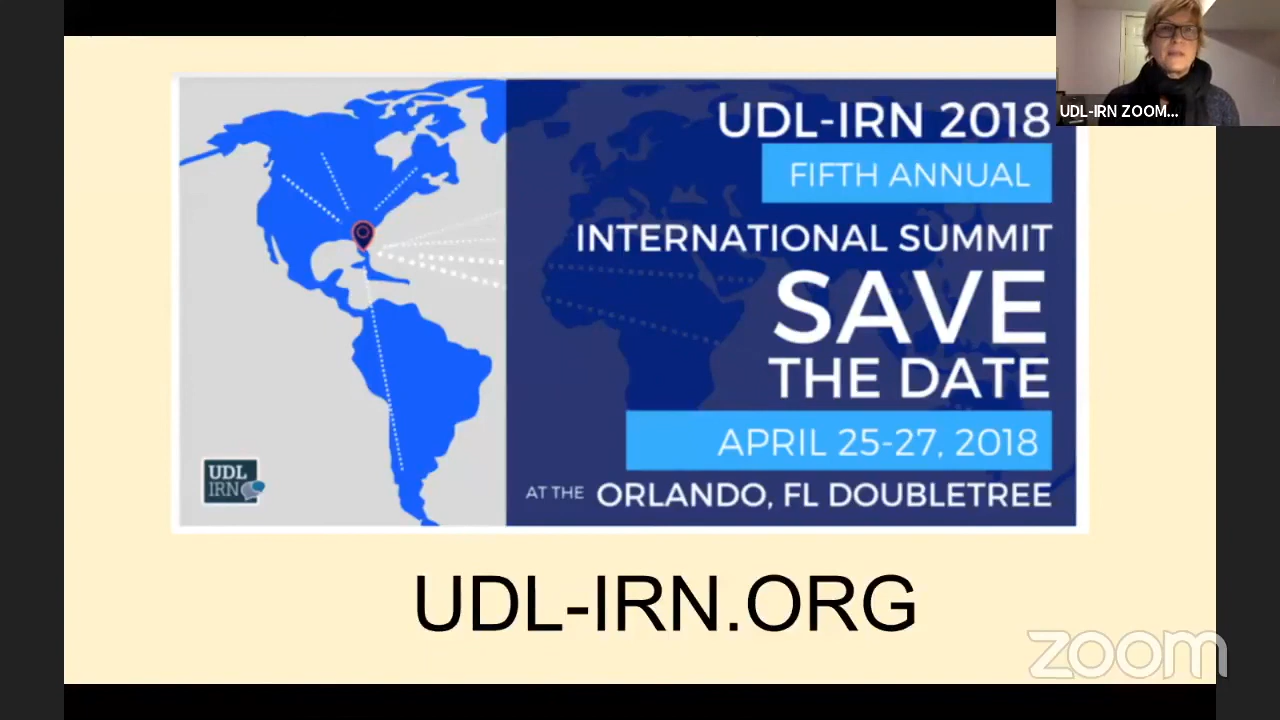 UDL-IRN 2018
FIFTH ANNUAL
INTERNATIONAL SUMMIT
SAVE
THE DATE
APRIL 25-27, 2018
AT THE ORLANDO, FL DOUBLETREE
UDL
IRN
UDL-IRN.ORG
UDL-IRN ZOOM...
zoom